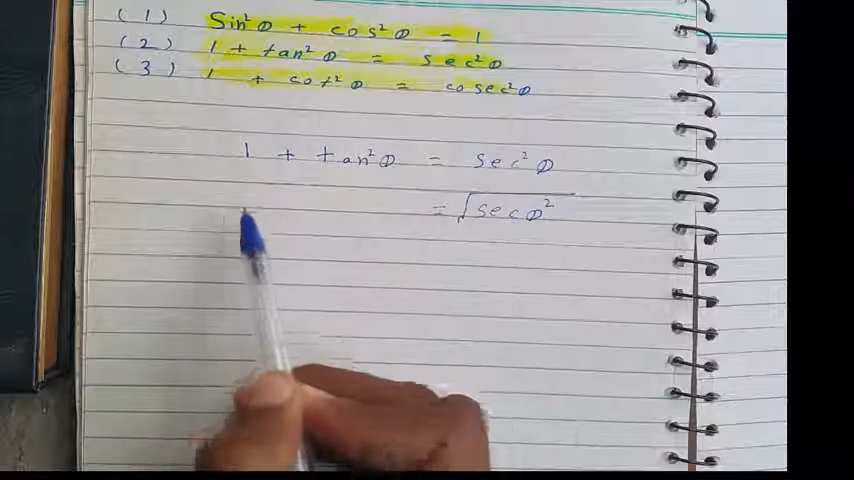 (1) Sin²θ + cos²θ = 1
(2) 1 + tan²θ = sec²θ
(3) 1 + cot²θ = cosec²θ
1 + tan²θ = sec²θ
= √secθ²